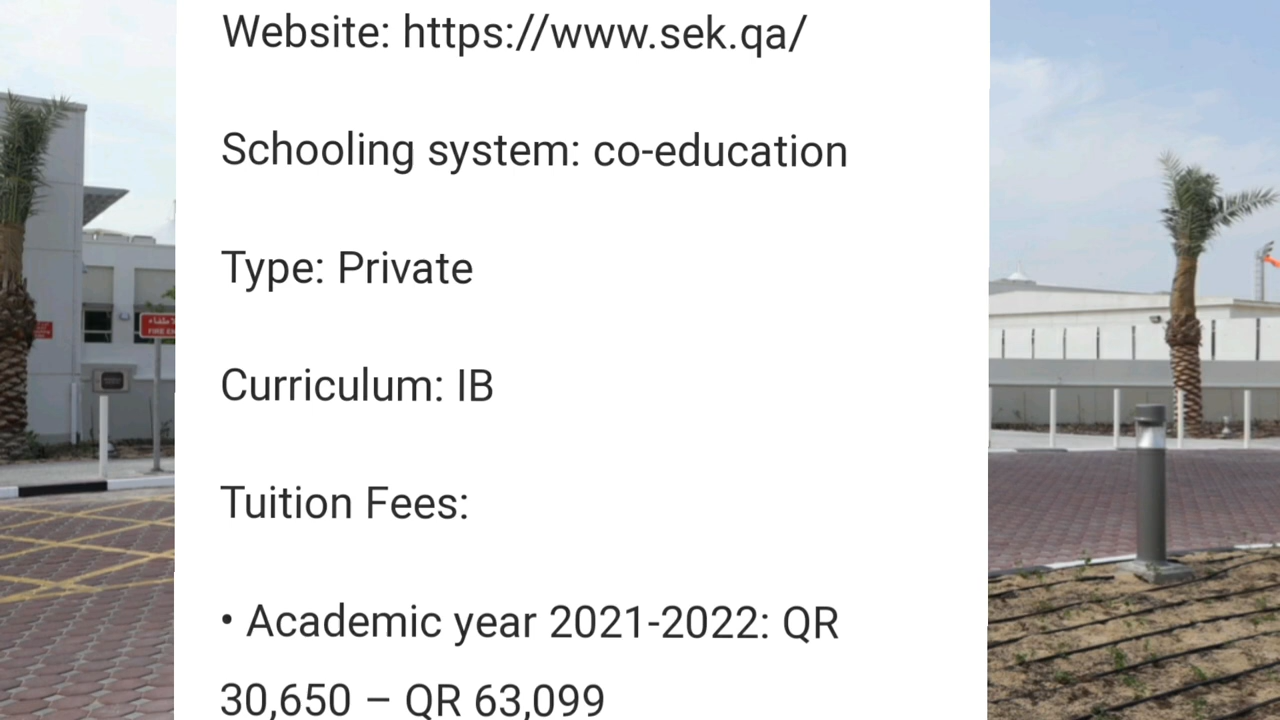 Website: https://www.sek.qa/
Schooling system: co-education
Type: Private
Curriculum: IB
Tuition Fees:
• Academic year 2021-2022: QR
30,650 – QR 63,099